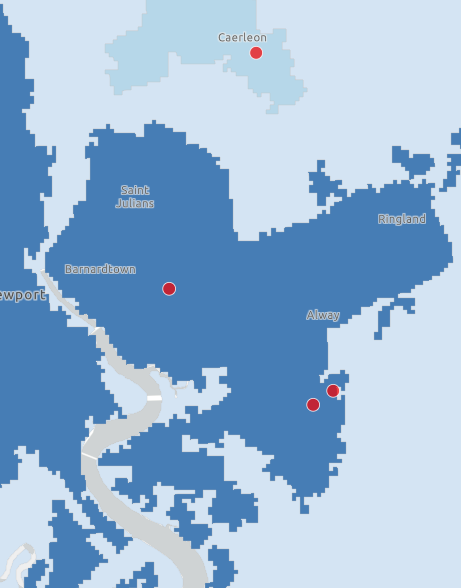 Caerleon
Saint
Julians
Ringland
Barnardtown
ewport
Alway